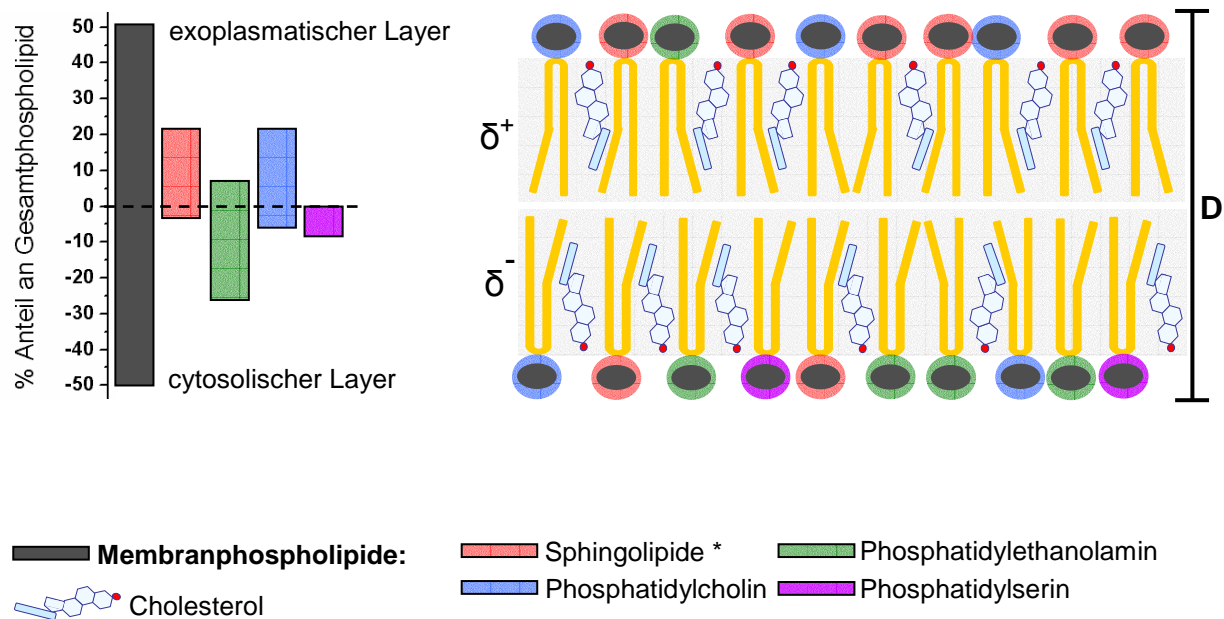 % Anteil an Gesamtphospholipid
50
40
30
20
10
0
-10
-20
-30
-40
-50
exoplasmatischer Layer
cytosolischer Layer
δ+
δ-
D
Membranphospholipide:
Cholesterol
Sphingolipide *
Phosphatidylcholin
Phosphatidylethanolamin
Phosphatidylserin